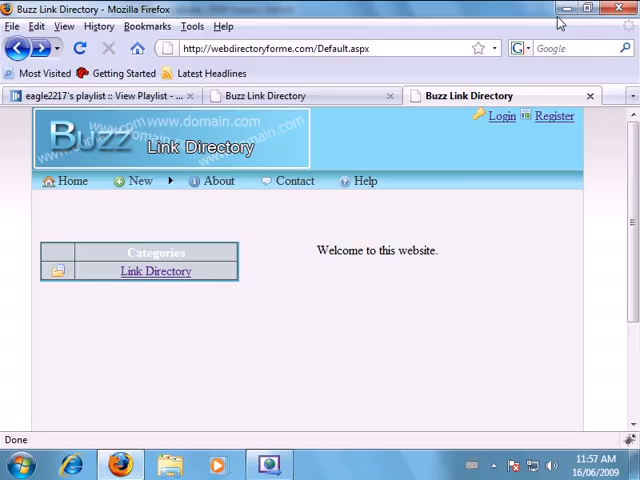 Buzz Link Directory - Mozilla Firefox
File Edit View History Bookmarks Tools Help
http://webdirectoryforme.com/Default.aspx
G Google
Most Visited Getting Started Latest Headlines
eagle2217's playlist :: View Playlist - ...
Buzz Link Directory
Buzz Link Directory
Login Register
www.domain.com
Buzz Link Directory
Home New About Contact Help
Categories
Link Directory
Welcome to this website.
Done
11:57 AM
16/06/2009